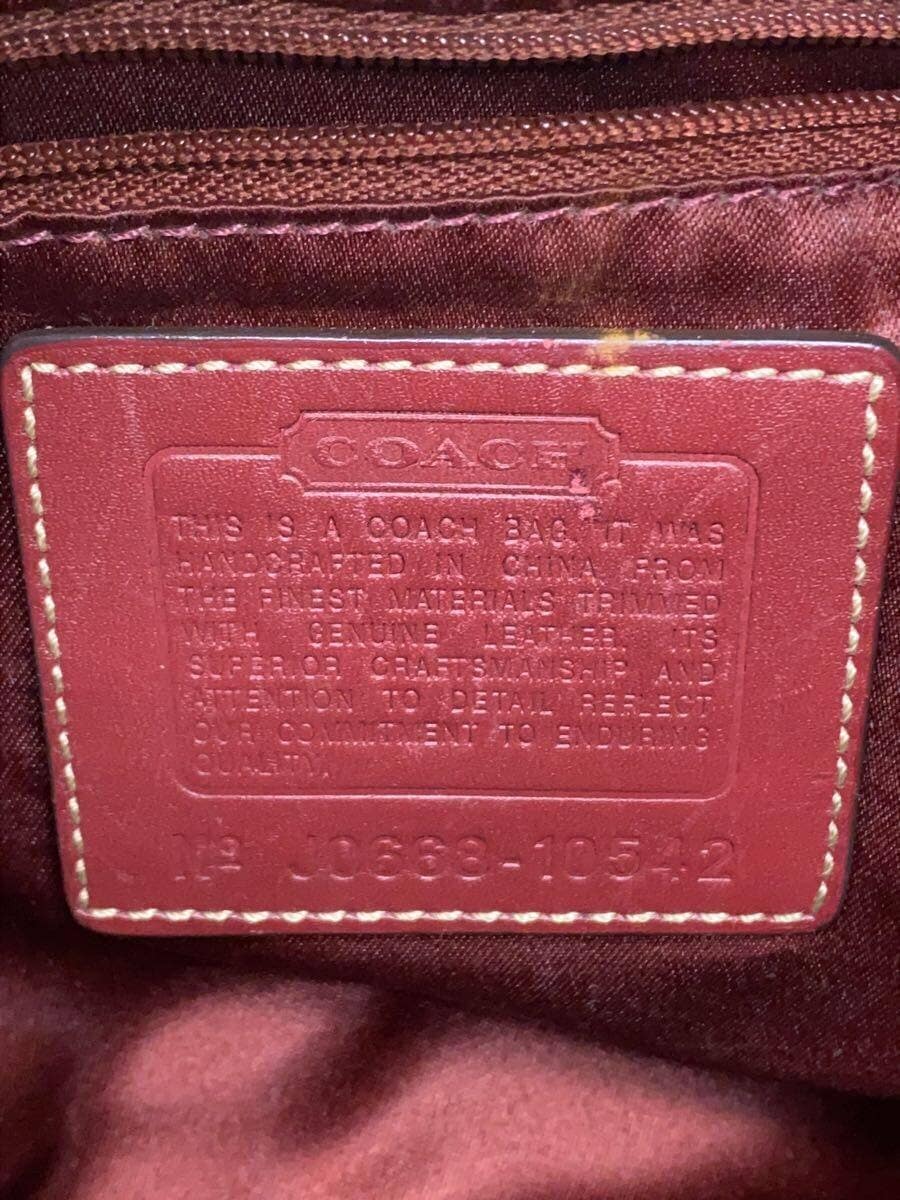 COACH
THIS IS A COACH BAG. IT WAS
HANDCRAFTED IN CHINA FROM
THE FINEST MATERIALS TRIMMED
WITH GENUINE LEATHER. ITS
SUPERIOR CRAFTSMANSHIP AND
ATTENTION TO DETAIL REFLECT
OUR COMMITMENT TO ENDURING
QUALITY.
Nº J0668-10542